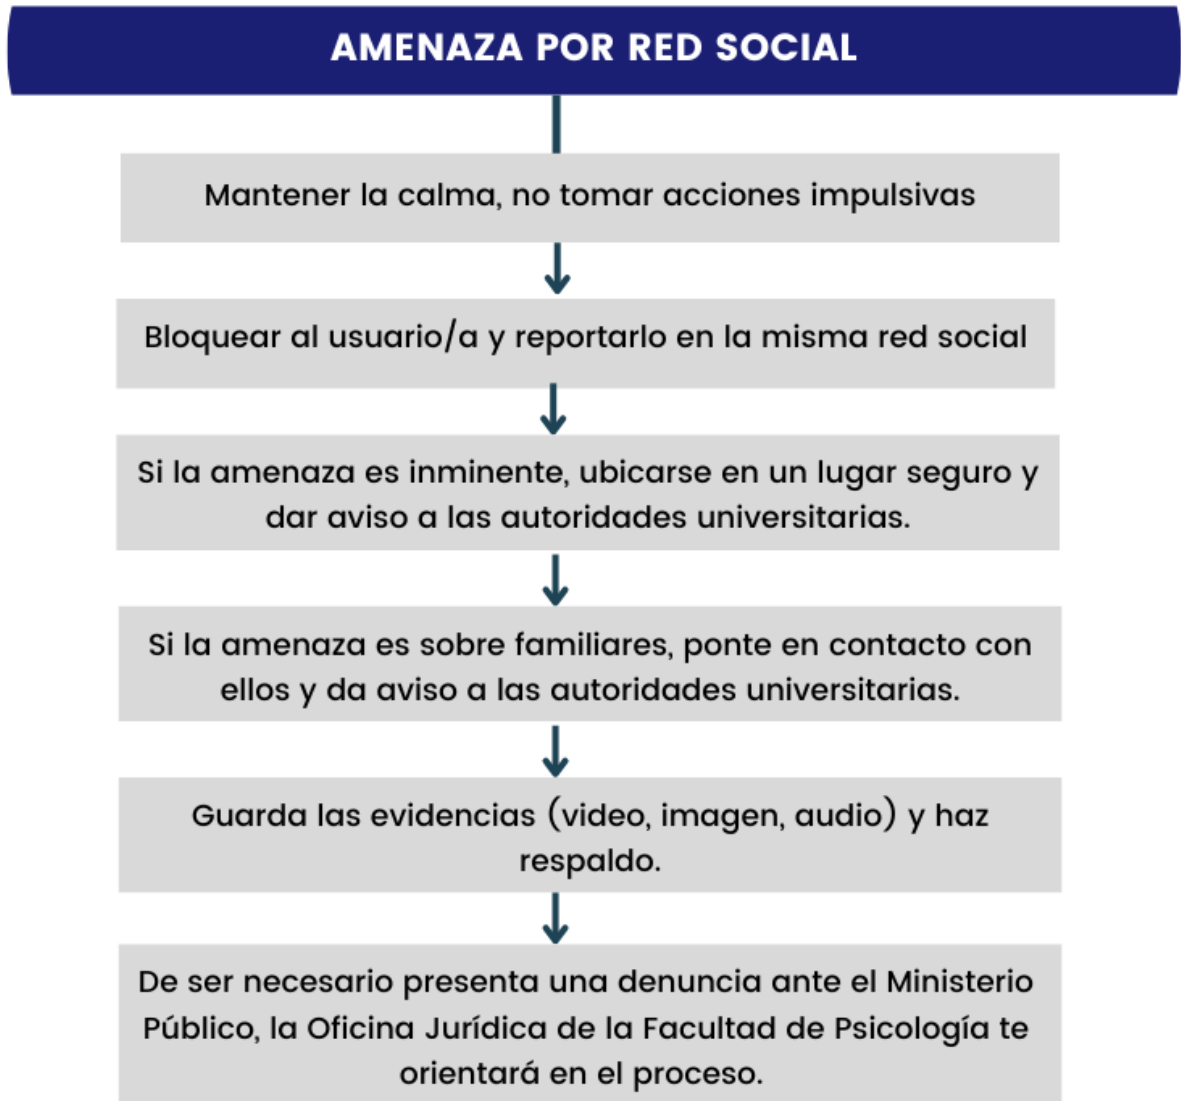 AMENAZA POR RED SOCIAL
Mantener la calma, no tomar acciones impulsivas
Bloquear al usuario/a y reportarlo en la misma red social
Si la amenaza es inminente, ubicarse en un lugar seguro y
dar aviso a las autoridades universitarias.
Si la amenaza es sobre familiares, ponte en contacto con
ellos y da aviso a las autoridades universitarias.
Guarda las evidencias (video, imagen, audio) y haz
respaldo.
De ser necesario presenta una denuncia ante el Ministerio
Público, la Oficina Jurídica de la Facultad de Psicología te
orientará en el proceso.